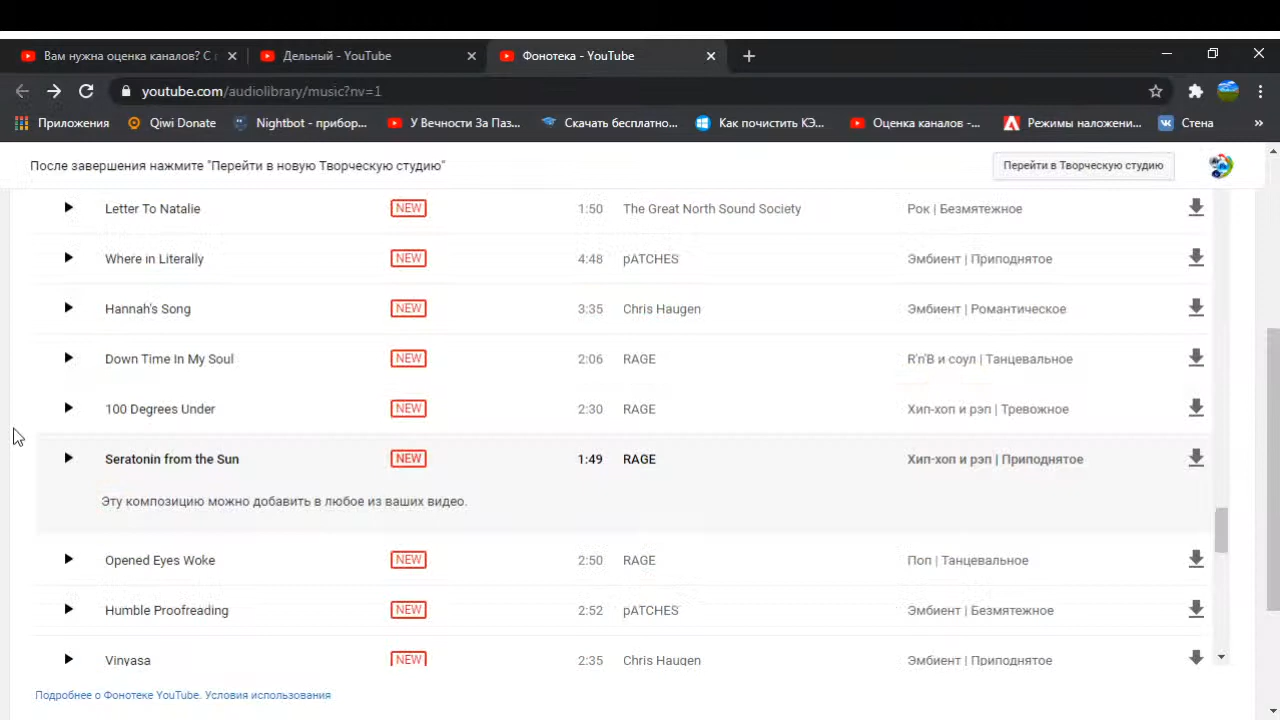 Вам нужна оценка каналов? С
Дельный - YouTube
Фонотека - YouTube
youtube.com/audiolibrary/music?nv=1
Приложения
Qiwi Donate
Nightbot - прибор...
У Вечности За Паз...
Скачать бесплатно...
Как почистить КЭ...
Оценка каналов -...
Режимы наложени...
Стена
»
После завершения нажмите "Перейти в новую Творческую студию"
Перейти в Творческую студию
Letter To Natalie NEW 1:50 The Great North Sound Society Рок | Безмятежное
Where in Literally NEW 4:48 pATCHES Эмбиент | Приподнятое
Hannah's Song NEW 3:35 Chris Haugen Эмбиент | Романтическое
Down Time In My Soul NEW 2:06 RAGE R'n'B и соул | Танцевальное
100 Degrees Under NEW 2:30 RAGE Хип-хоп и рэп | Тревожное
Seratonin from the Sun NEW 1:49 RAGE Хип-хоп и рэп | Приподнятое
Эту композицию можно добавить в любое из ваших видео.
Opened Eyes Woke NEW 2:50 RAGE Поп | Танцевальное
Humble Proofreading NEW 2:52 pATCHES Эмбиент | Безмятежное
Vinyasa NEW 2:35 Chris Haugen Эмбиент | Приподнятое
Подробнее о Фонотеке YouTube. Условия использования